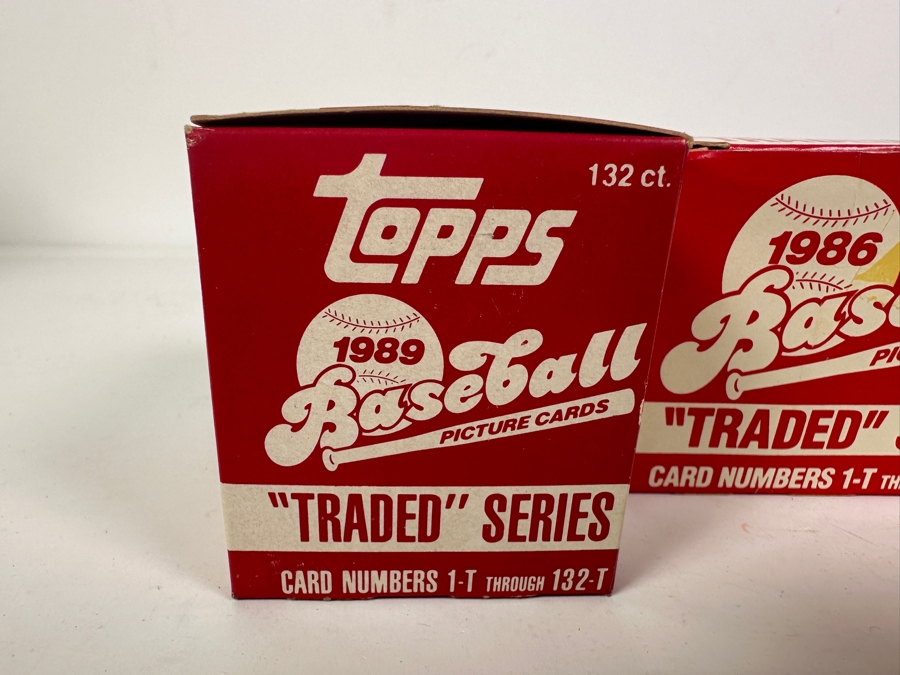 132 ct.
Topps
1989
Baseball
PICTURE CARDS
"TRADED" SERIES
CARD NUMBERS 1-T THROUGH 132-T
1986
"TRADED"
CARD NUMBERS 1-T